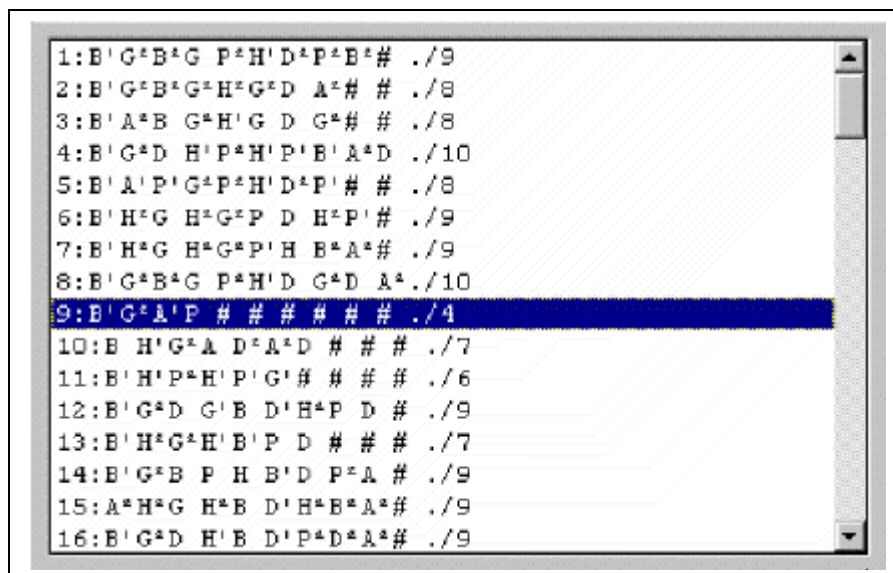 1:B'G²B²G P²H'D²P²B²# ./9
2:B'G²B²G²H²G²D A²# # ./8
3:B'A²B G²H'G D G²# # ./8
4:B'G²D H'P²H'P'B'A²D ./10
5:B'A'P'G²P²H'D²P'# # ./8
6:B'H²G H²G²P D H²P'# ./9
7:B'H²G H²G²P'H B²A²# ./9
8:B'G²B²G P²H'D G²D A²./10
9:B'G²A'P # # # # # # ./4
10:B H'G²A D²A²D # # # ./7
11:B'H'P²H'P'G'# # # # ./6
12:B'G²D G'B D'H²P D # ./9
13:B'H²G²H'B'P D # # # ./7
14:B'G²B P H B'D P²A # ./9
15:A²H²G H²B D'H²B²A²# ./9
16:B'G²D H'B D'P²D²A²# ./9